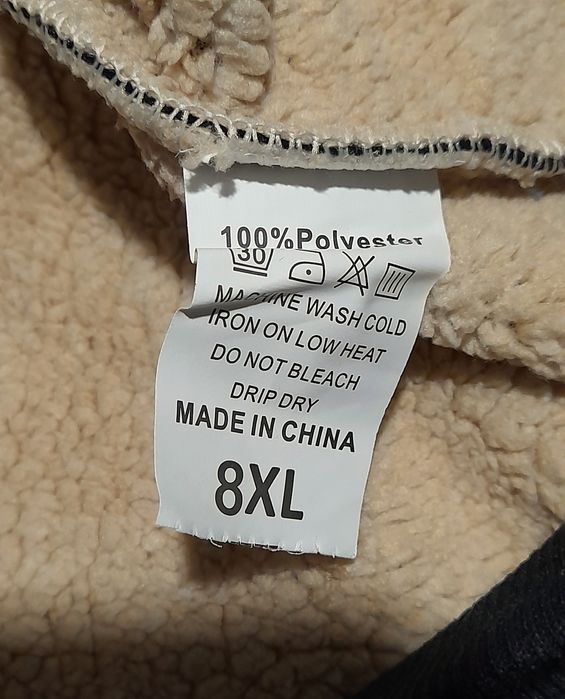 100%Polyester
30
MACHINE WASH COLD
IRON ON LOW HEAT
DO NOT BLEACH
DRIP DRY
MADE IN CHINA
8XL